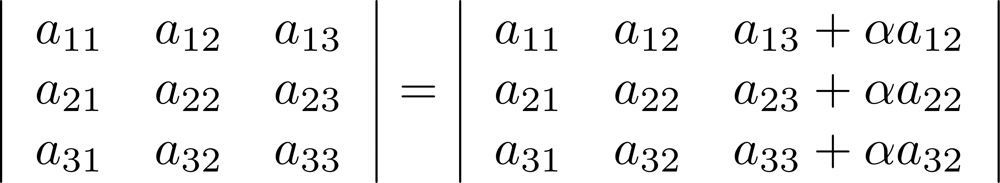 | a₁₁ a₁₂ a₁₃ | = | a₁₁ a₁₂ a₁₃ + αa₁₂ |
| a₂₁ a₂₂ a₂₃ | = | a₂₁ a₂₂ a₂₃ + αa₂₂ |
| a₃₁ a₃₂ a₃₃ | = | a₃₁ a₃₂ a₃₃ + αa₃₂ |